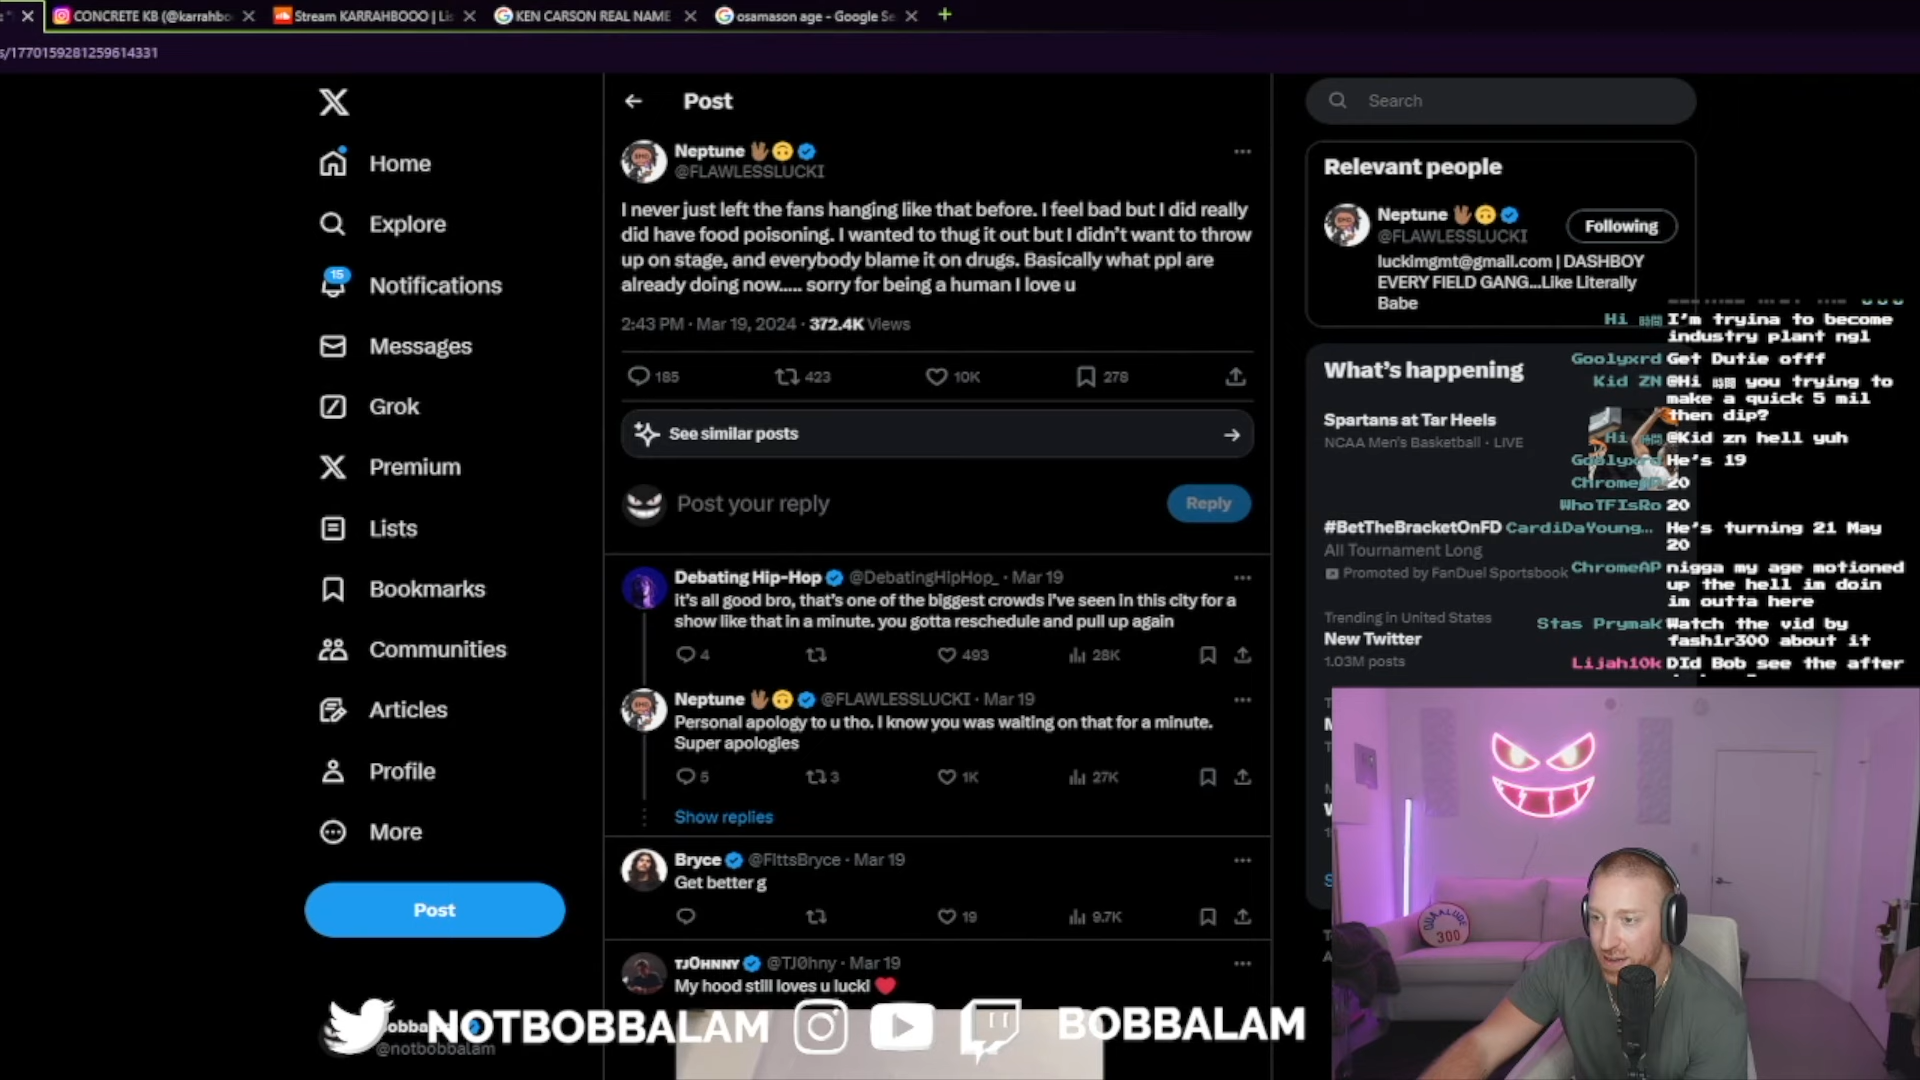 CONCRETE KB (@karrahbo
Stream KARRAHBOOO | Lis
KEN CARSON REAL NAME
osamason age - Google Se
s/1770159281259614331
Home
Explore
15
Notifications
Messages
Grok
Premium
Lists
Bookmarks
Communities
Articles
Profile
More
Post
@notbobbalam
Post
Neptune
@FLAWLESSLUCKI
I never just left the fans hanging like that before. I feel bad but I did really
did have food poisoning. I wanted to thug it out but I didn't want to throw
up on stage, and everybody blame it on drugs. Basically what ppl are
already doing now..... sorry for being a human I love u
2:43 PM · Mar 19, 2024 · 372.4K Views
185 423 10K 278
See similar posts
Post your reply
Reply
Debating Hip-Hop @DebatingHipHop_ · Mar 19
it's all good bro, that's one of the biggest crowds i've seen in this city for a
show like that in a minute. you gotta reschedule and pull up again
4 493 28K
Neptune @FLAWLESSLUCKI · Mar 19
Personal apology to u tho. I know you was waiting on that for a minute.
Super apologies
5 3 1K 27K
Show replies
Bryce @FittsBryce · Mar 19
Get better g
19 9.7K
TJ0HNNY @TJ0hny · Mar 19
My hood still loves u lucki
Search
Relevant people
Neptune
@FLAWLESSLUCKI
Following
luckimgmt@gmail.com | DASHBOY
EVERY FIELD GANG...Like Literally
Babe
What's happening
Spartans at Tar Heels
NCAA Men's Basketball · LIVE
#BetTheBracketOnFD
All Tournament Long
Promoted by FanDuel Sportsbook
Trending in United States
New Twitter
1.03M posts
Hi I'm tryina to become
industry plant ngl
Goolyxrd Get Dutie offf
Kid ZN @Hi you trying to
make a quick 5 mil
then dip?
Hi @Kid zn hell yuh
Goolyxrd He's 19
ChromeAP 20
WhoTFIsRo 20
CardiDaYoung... He's turning 21 May
20
ChromeAP nigga my age motioned
up the hell im doin
im outta here
Stas Prymak Watch the vid by
fash1r300 about it
Lijah10k DId Bob see the after
300
NOTBOBBALAM
BOBBALAM